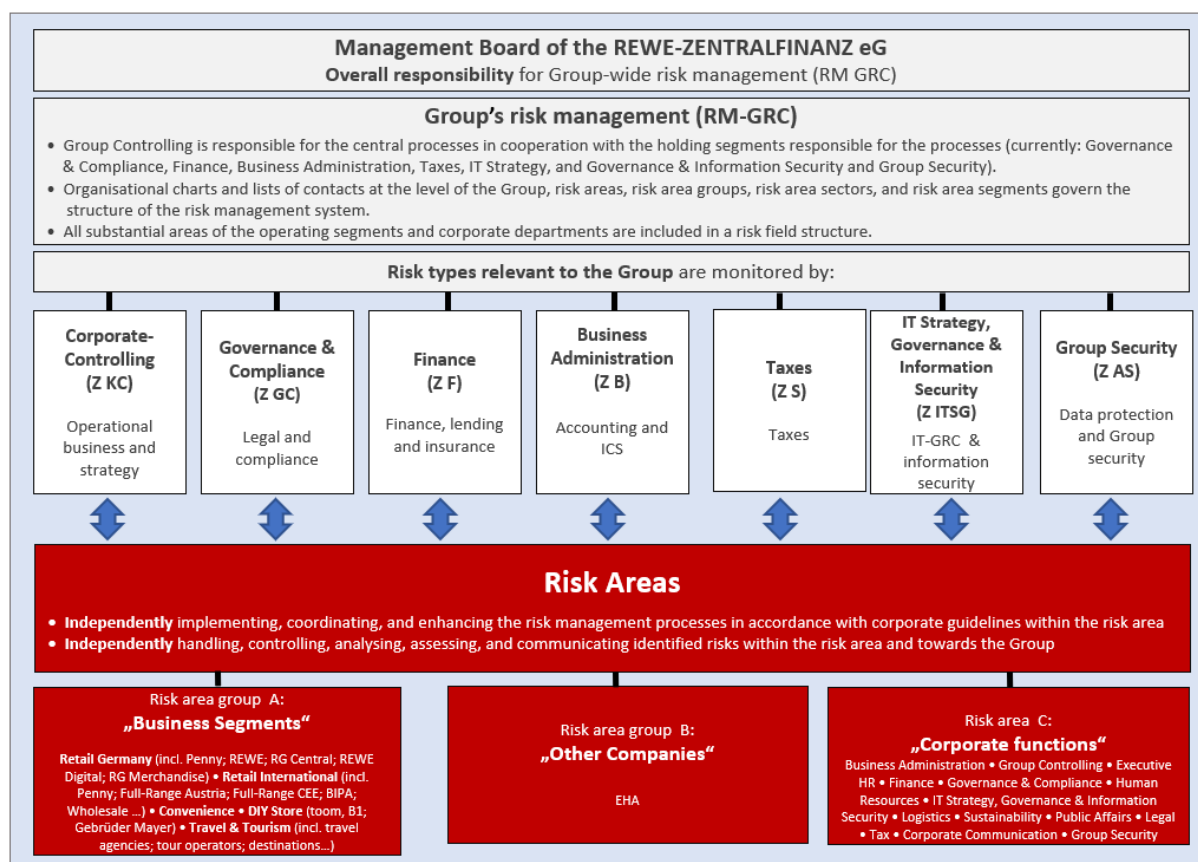 Management Board of the REWE-ZENTRALFINANZ eG
Overall responsibility for Group-wide risk management (RM GRC)
Group's risk management (RM-GRC)
• Group Controlling is responsible for the central processes in cooperation with the holding segments responsible for the processes (currently: Governance
& Compliance, Finance, Business Administration, Taxes, IT Strategy, and Governance & Information Security and Group Security).
• Organisational charts and lists of contacts at the level of the Group, risk areas, risk area groups, risk area sectors, and risk area segments govern the
structure of the risk management system.
• All substantial areas of the operating segments and corporate departments are included in a risk field structure.
Risk types relevant to the Group are monitored by:
Corporate-
Controlling
(Z KC)
Operational
business and
strategy
Governance &
Compliance
(Z GC)
Legal and
compliance
Finance
(Z F)
Finance, lending
and insurance
Business
Administration
(Z B)
Accounting and
ICS
Taxes
(Z S)
Taxes
IT Strategy,
Governance &
Information
Security
(Z ITSG)
IT-GRC &
information
security
Group Security
(Z AS)
Data protection
and Group
security
Risk Areas
• Independently implementing, coordinating, and enhancing the risk management processes in accordance with corporate guidelines within the risk area
• Independently handling, controlling, analysing, assessing, and communicating identified risks within the risk area and towards the Group
Risk area group A:
„Business Segments“
Retail Germany (incl. Penny; REWE; RG Central; REWE
Digital; RG Merchandise) • Retail International (incl.
Penny; Full-Range Austria; Full-Range CEE; BIPA;
Wholesale ...) • Convenience • DIY Store (toom, B1;
Gebrüder Mayer) • Travel & Tourism (incl. travel
agencies; tour operators; destinations...)
Risk area group B:
„Other Companies“
EHA
Risk area C:
„Corporate functions“
Business Administration • Group Controlling • Executive
HR • Finance • Governance & Compliance • Human
Resources • IT Strategy, Governance & Information
Security • Logistics • Sustainability • Public Affairs • Legal
• Tax • Corporate Communication • Group Security